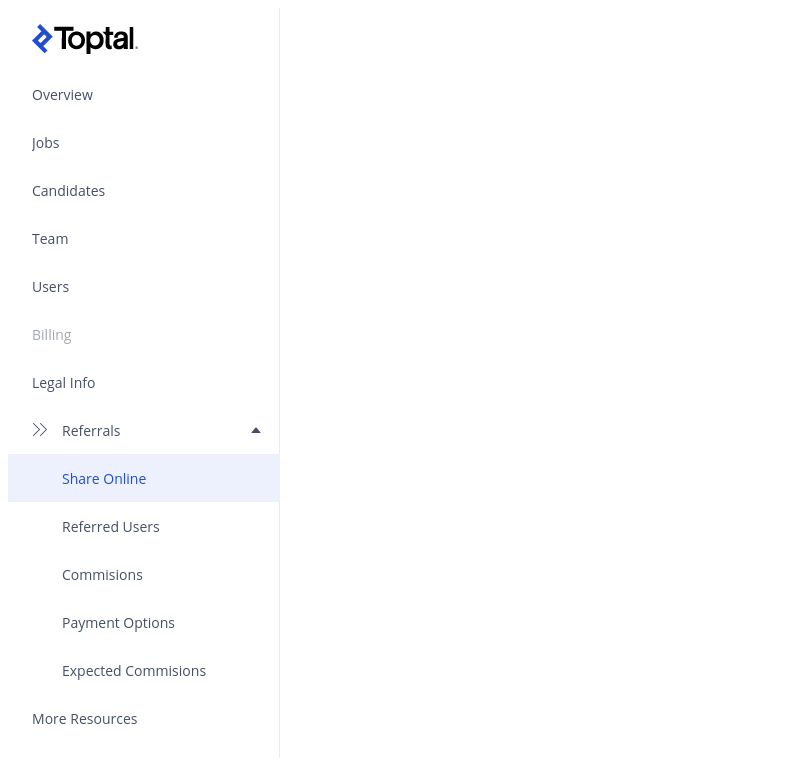 Toptal.
Overview
Jobs
Candidates
Team
Users
Billing
Legal Info
Referrals
Share Online
Referred Users
Commisions
Payment Options
Expected Commisions
More Resources